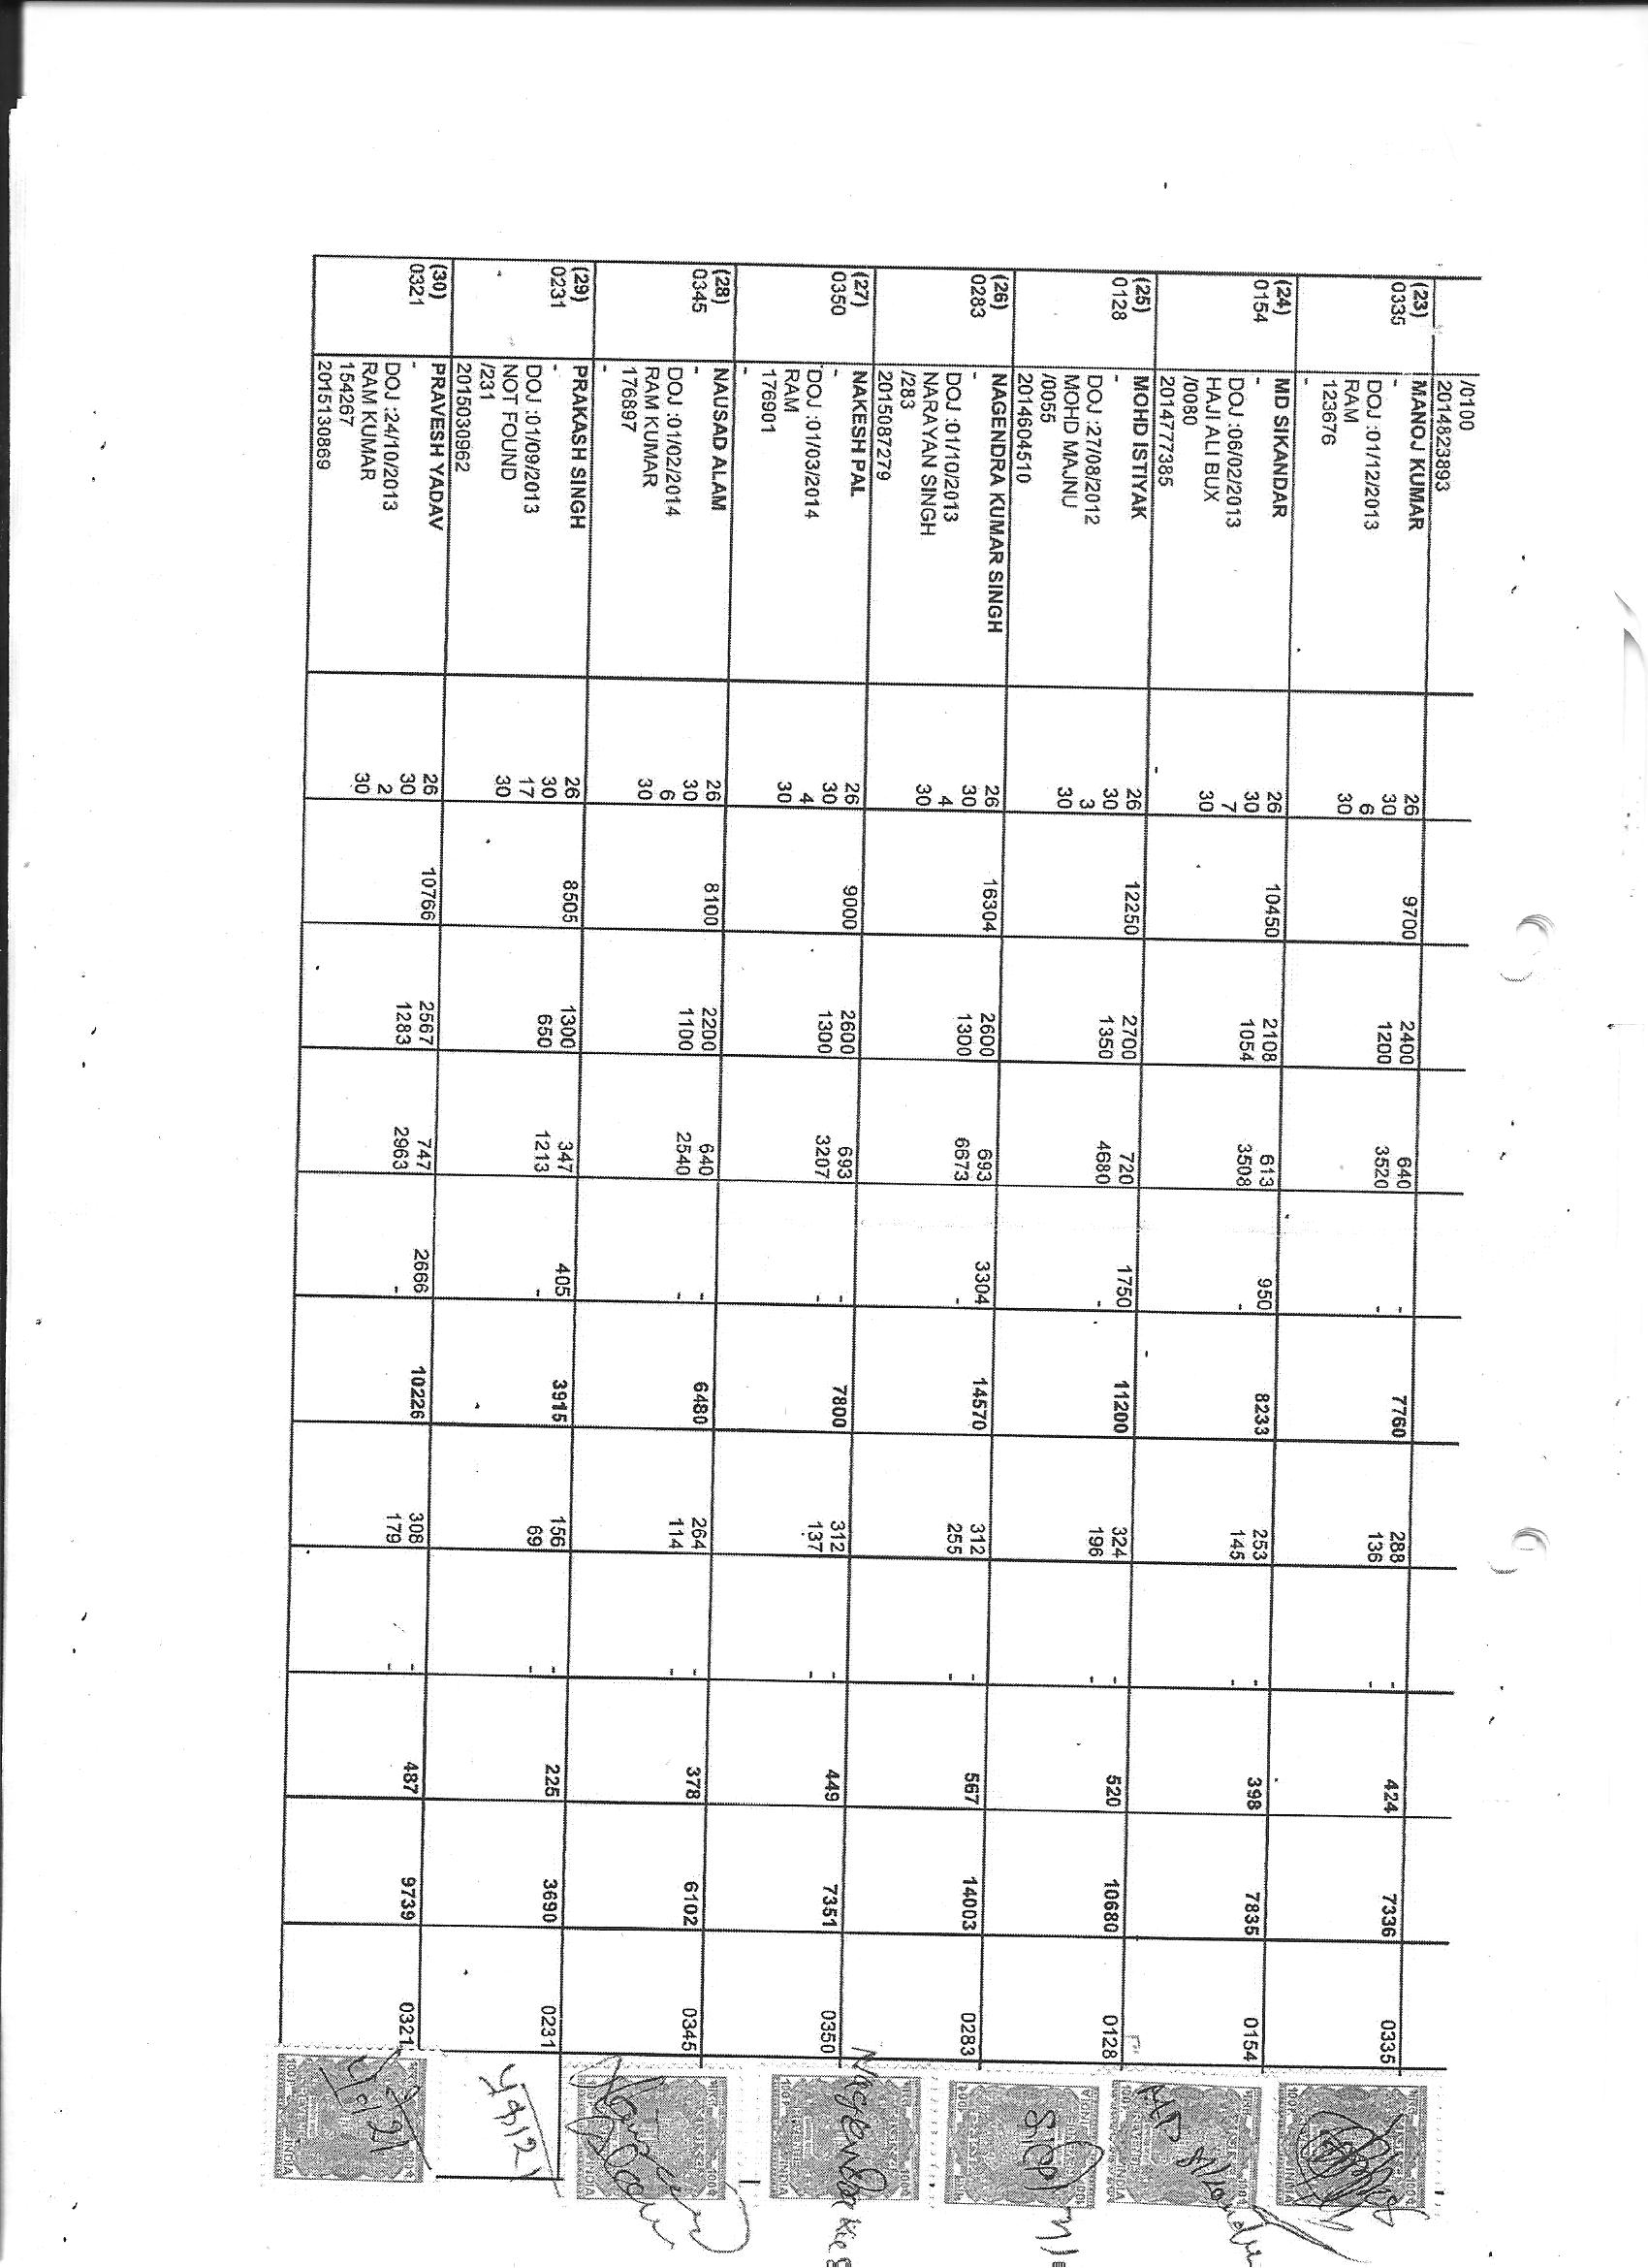 /0100
2014823893
(23) MANOJ KUMAR 26 9700 2400 640 - 7760 288 - 424 7336 0335
0335 - 30 1200 3520 - 136 -
DOJ :01/12/2013 6
RAM 30
123676
-
(24) MD SIKANDAR 26 10450 2108 613 950 8233 253 - 398 7835 0154
0154 - 30 1054 3508 - 145 -
DOJ :06/02/2013 7
HAJI ALI BUX 30
/0080
2014777385
(25) MOHD ISTIYAK 26 12250 2700 720 1750 11200 324 - 520 10680 0128
0128 - 30 1350 4680 - 196 -
DOJ :27/08/2012 3
MOHD MAJNU 30
/0055
2014604510
(26) NAGENDRA KUMAR SINGH 26 16304 2600 693 3304 14570 312 - 567 14003 0283
0283 - 30 1300 6673 - 255 -
DOJ :01/10/2013 4
NARAYAN SINGH 30
/283
2015087279
(27) NAKESH PAL 26 9000 2600 693 - 7800 312 - 449 7351 0350
0350 - 30 1300 3207 - 137 -
DOJ :01/03/2014 4
RAM 30
176901
-
(28) NAUSAD ALAM 26 8100 2200 640 - 6480 264 - 378 6102 0345
0345 - 30 1100 2540 - 114 -
DOJ :01/02/2014 6
RAM KUMAR 30
176897
-
(29) PRAKASH SINGH 26 8505 1300 347 405 3915 156 - 225 3690 0231
0231 - 30 650 1213 - 69 -
DOJ :01/09/2013 17
NOT FOUND 30
/231
2015030962
(30) PRAVESH YADAV 26 10766 2567 747 2666 10226 308 - 487 9739 0321
0321 - 30 1283 2963 - 179 -
DOJ :24/10/2013 2
RAM KUMAR 30
154267
2015130869